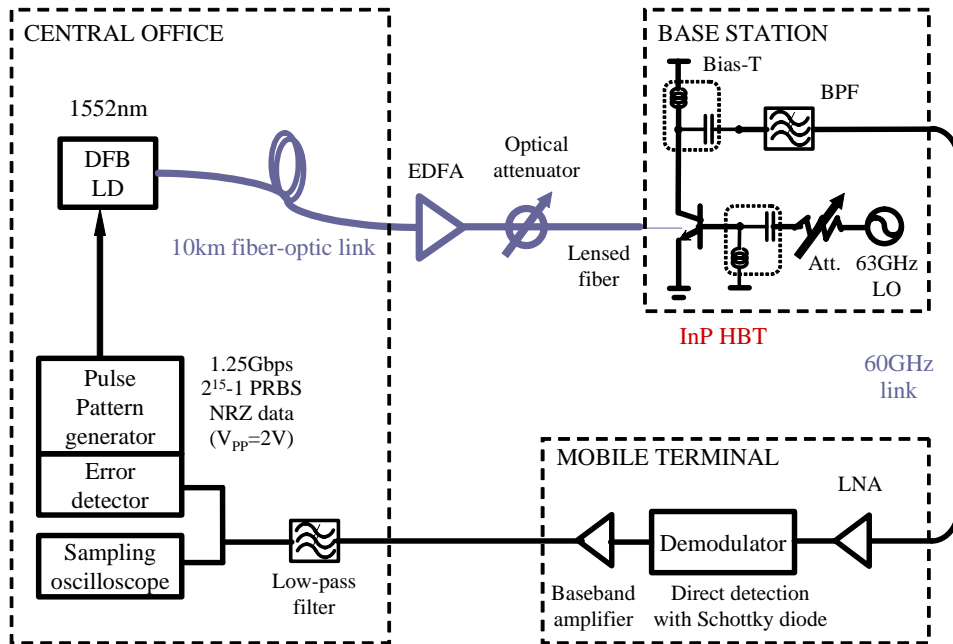 CENTRAL OFFICE
1552nm
DFB
LD
10km fiber-optic link
EDFA
Optical
attenuator
Lensed
fiber
BASE STATION
Bias-T
BPF
Att.
63GHz
LO
InP HBT
60GHz
link
Pulse
Pattern
generator
Error
detector
Sampling
oscilloscope
1.25Gbps
2¹⁵-1 PRBS
NRZ data
(V_PP=2V)
Low-pass
filter
MOBILE TERMINAL
LNA
Demodulator
Baseband
amplifier
Direct detection
with Schottky diode